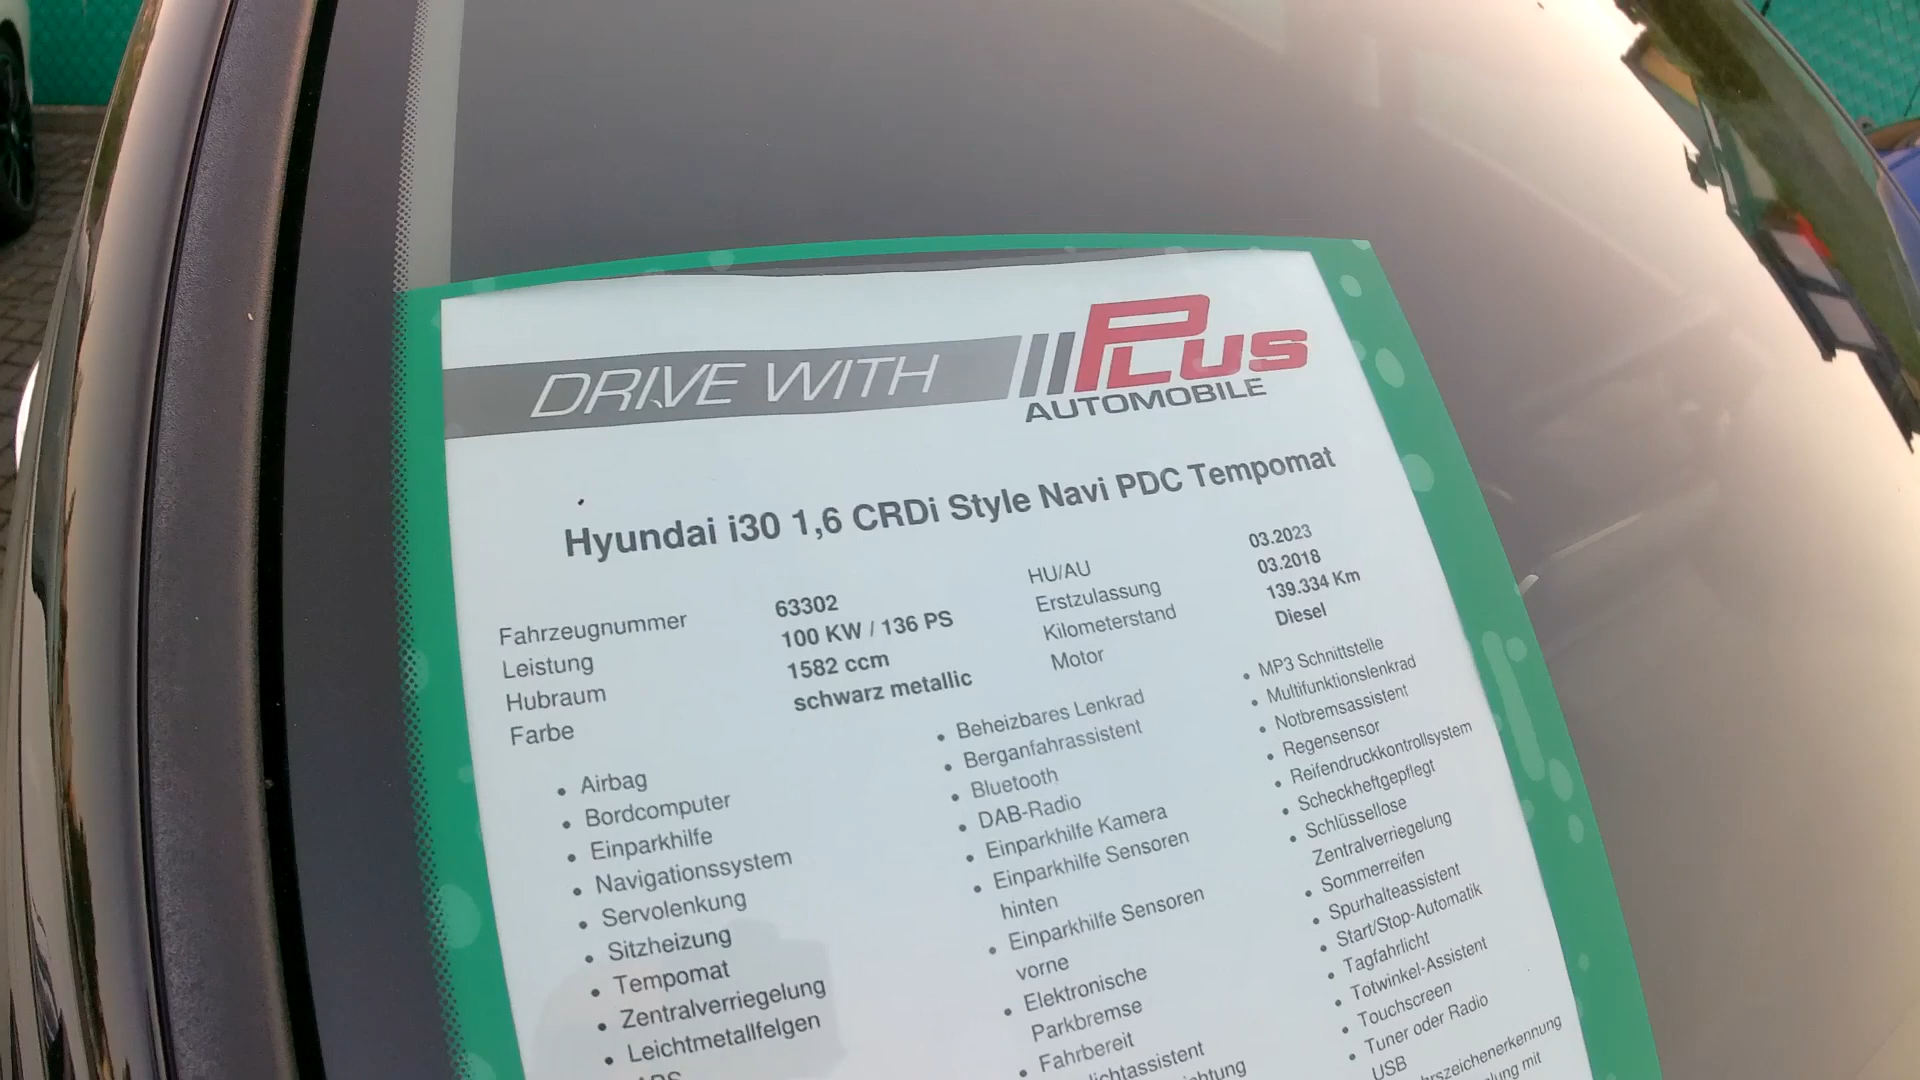 DRIVE WITH PLUS
AUTOMOBILE
Hyundai i30 1,6 CRDi Style Navi PDC Tempomat
Fahrzeugnummer 63302
Leistung 100 KW / 136 PS
Hubraum 1582 ccm
Farbe schwarz metallic
HU/AU 03.2023
Erstzulassung 03.2018
Kilometerstand 139.334 Km
Motor Diesel
• Airbag
• Bordcomputer
• Einparkhilfe
• Navigationssystem
• Servolenkung
• Sitzheizung
• Tempomat
• Zentralverriegelung
• Leichtmetallfelgen
• Beheizbares Lenkrad
• Berganfahrassistent
• Bluetooth
• DAB-Radio
• Einparkhilfe Kamera
• Einparkhilfe Sensoren
hinten
• Einparkhilfe Sensoren
vorne
• Elektronische
Parkbremse
• Fahrbereit
• MP3 Schnittstelle
• Multifunktionslenkrad
• Notbremsassistent
• Regensensor
• Reifendruckkontrollsystem
• Scheckheftgepflegt
• Schlüssellose
Zentralverriegelung
• Sommerreifen
• Spurhalteassistent
• Start/Stop-Automatik
• Tagfahrlicht
• Totwinkel-Assistent
• Touchscreen
• Tuner oder Radio
USB